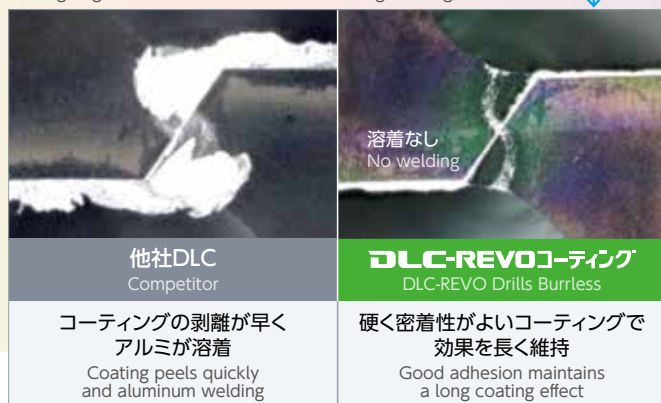 溶着なし
No welding
他社DLC
Competitor
DLC-REVOコーティング
DLC-REVO Drills Burrless
コーティングの剥離が早く
アルミが溶着
Coating peels quickly
and aluminum welding
硬く密着性がよいコーティングで
効果を長く維持
Good adhesion maintains
a long coating effect